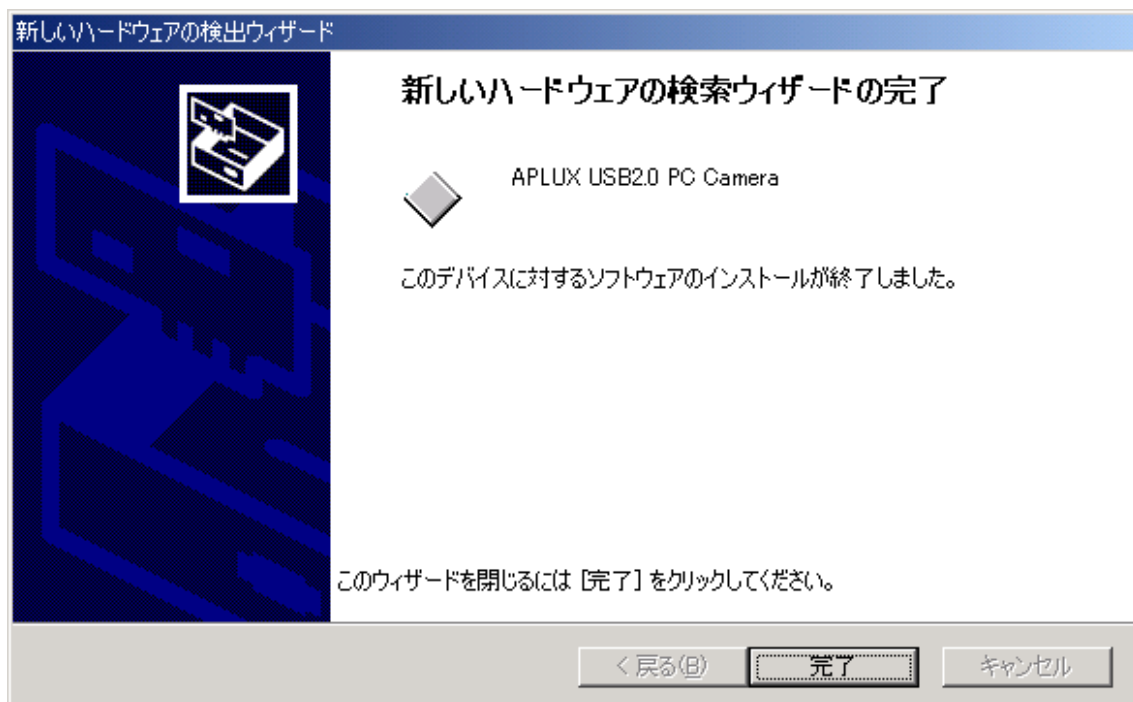 新しいハードウェアの検出ウィザード
新しいハードウェアの検索ウィザードの完了
APLUX USB2.0 PC Camera
このデバイスに対するソフトウェアのインストールが終了しました。
このウィザードを閉じるには [完了] をクリックしてください。
< 戻る(B) 完了 キャンセル